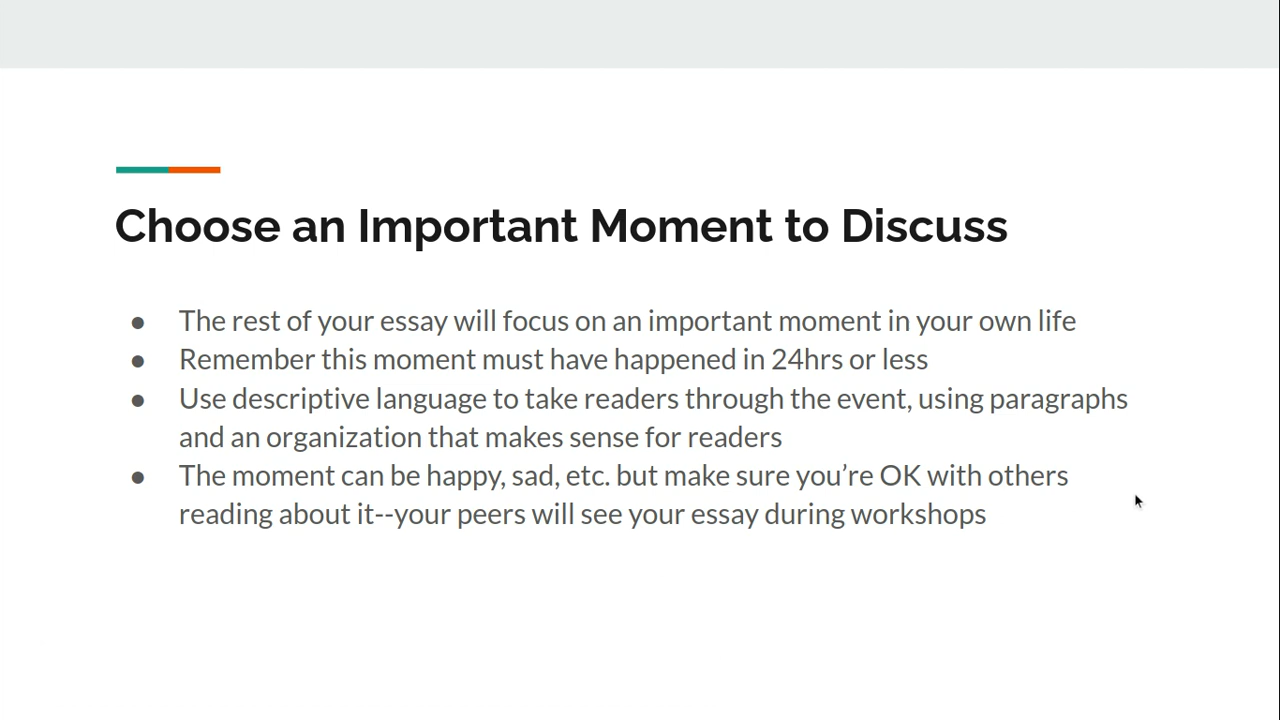 Choose an Important Moment to Discuss
● The rest of your essay will focus on an important moment in your own life
● Remember this moment must have happened in 24hrs or less
● Use descriptive language to take readers through the event, using paragraphs
and an organization that makes sense for readers
● The moment can be happy, sad, etc. but make sure you’re OK with others
reading about it--your peers will see your essay during workshops